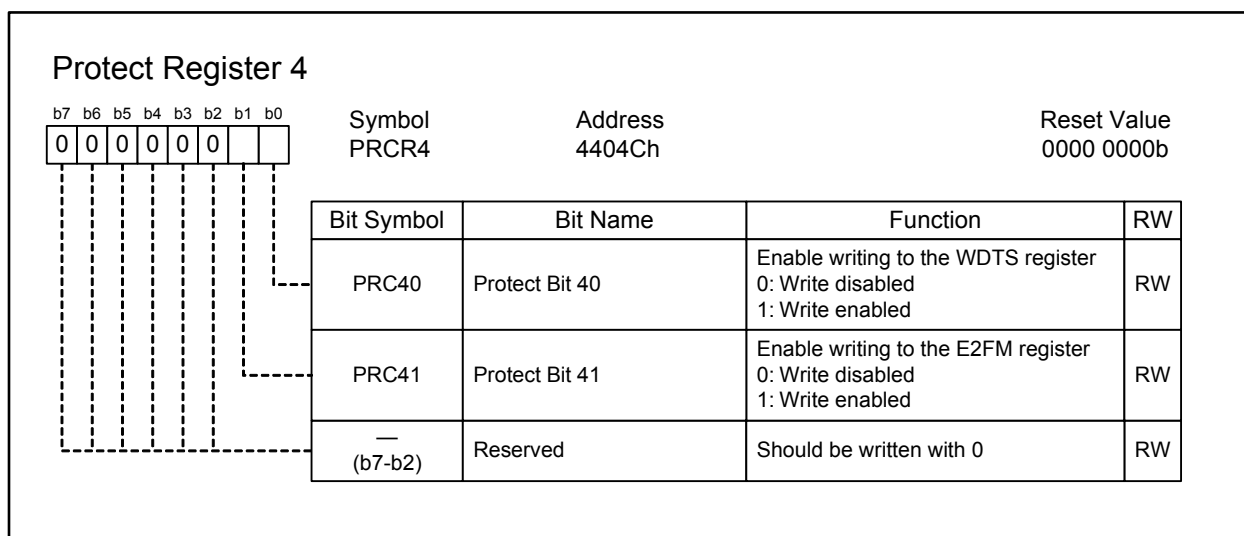 Protect Register 4
b7 b6 b5 b4 b3 b2 b1 b0
0 0 0 0 0 0
Symbol Address Reset Value
PRCR4 4404Ch 0000 0000b
Bit Symbol Bit Name Function RW
PRC40 Protect Bit 40 Enable writing to the WDTS register
0: Write disabled
1: Write enabled RW
PRC41 Protect Bit 41 Enable writing to the E2FM register
0: Write disabled
1: Write enabled RW
—
(b7-b2) Reserved Should be written with 0 RW